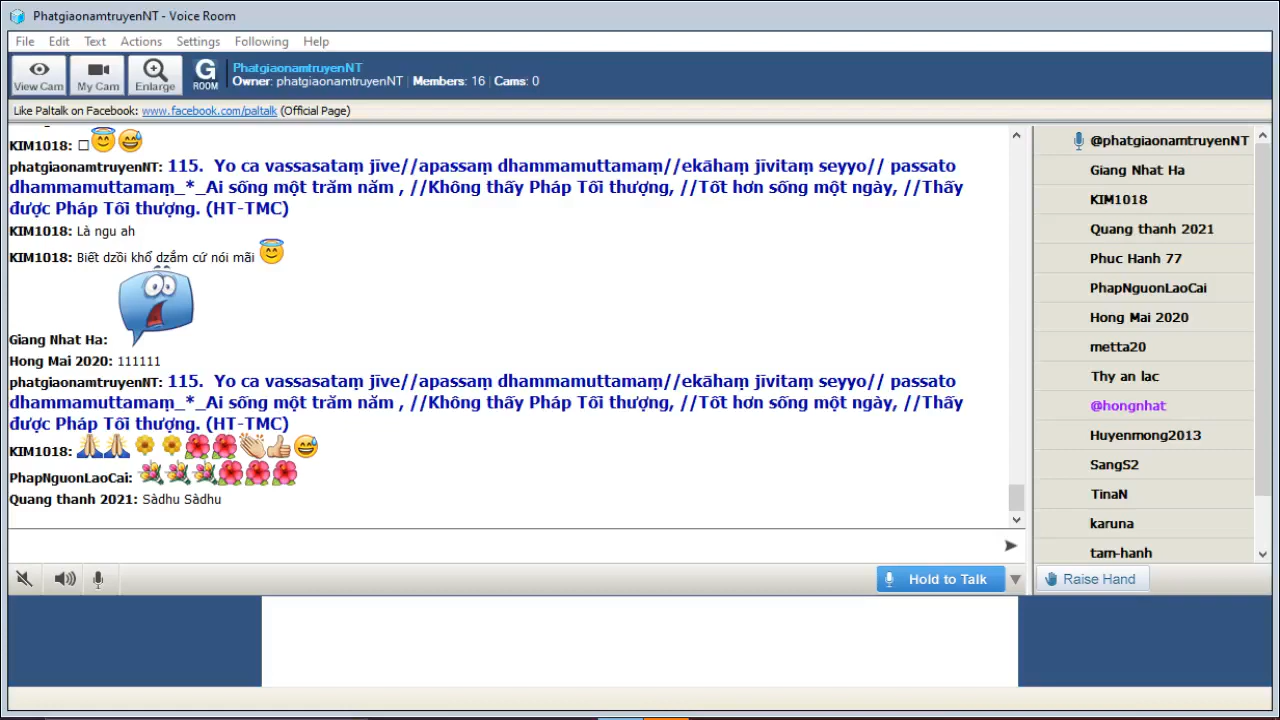 PhatgiaonamtruyenNT - Voice Room
File Edit Text Actions Settings Following Help
View Cam My Cam Enlarge G ROOM PhatgiaonamtruyenNT
Owner: phatgiaonamtruyenNT | Members: 16 | Cams: 0
Like Paltalk on Facebook: www.facebook.com/paltalk (Official Page)
KIM1018:
phatgiaonamtruyenNT: 115. Yo ca vassasataṃ jīve//apassaṃ dhammamuttamaṃ//ekāhaṃ jīvitaṃ seyyo// passato
dhammamuttamaṃ_*_Ai sống một trăm năm , //Không thấy Pháp Tối thượng, //Tốt hơn sống một ngày, //Thấy
được Pháp Tối thượng. (HT-TMC)
KIM1018: Là ngu ah
KIM1018: Biết dzồi khổ dzắm cứ nói mãi
Giang Nhat Ha:
Hong Mai 2020: 111111
phatgiaonamtruyenNT: 115. Yo ca vassasataṃ jīve//apassaṃ dhammamuttamaṃ//ekāhaṃ jīvitaṃ seyyo// passato
dhammamuttamaṃ_*_Ai sống một trăm năm , //Không thấy Pháp Tối thượng, //Tốt hơn sống một ngày, //Thấy
được Pháp Tối thượng. (HT-TMC)
KIM1018:
PhapNguonLaoCai:
Quang thanh 2021: Sàdhu Sàdhu
Hold to Talk
@phatgiaonamtruyenNT
Giang Nhat Ha
KIM1018
Quang thanh 2021
Phuc Hanh 77
PhapNguonLaoCai
Hong Mai 2020
metta20
Thy an lac
@hongnhat
Huyenmong2013
SangS2
TinaN
karuna
tam-hanh
Raise Hand